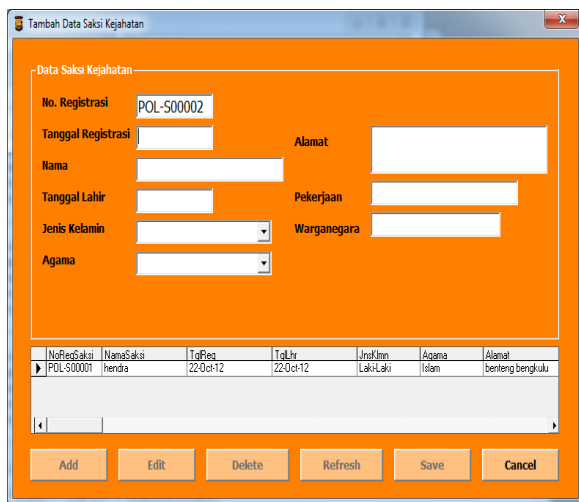 Tambah Data Saksi Kejahatan
Data Saksi Kejahatan
No. Registrasi POL-S00002
Tanggal Registrasi Alamat
Nama
Tanggal Lahir Pekerjaan
Jenis Kelamin Warganegara
Agama
NoRegSaksi NamaSaksi TglReg TglLhr JnsKlmn Agama Alamat
POL-S00001 hendra 22-Oct-12 22-Oct-12 Laki-Laki Islam benteng bengkulu
Add Edit Delete Refresh Save Cancel